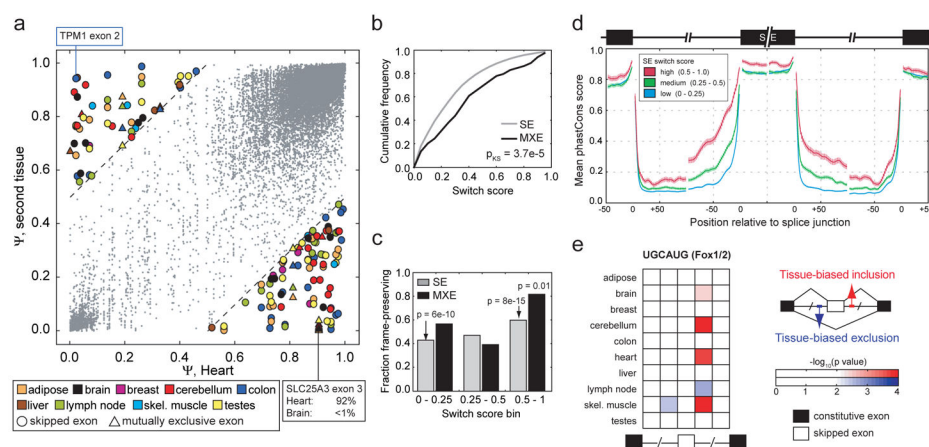 a
TPM1 exon 2
Ψ, second tissue
1.0
0.8
0.6
0.4
0.2
0.0
0.0 0.2 0.4 0.6 0.8 1.0
Ψ, Heart
adipose brain breast cerebellum colon
liver lymph node skel. muscle testes
skipped exon mutually exclusive exon
SLC25A3 exon 3
Heart: 92%
Brain: <1%
b
Cumulative frequency
1.0
0.8
0.6
0.4
0.2
0.0
SE
MXE
pKS = 3.7e-5
0 0.2 0.4 0.6 0.8 1.0
Switch score
c
Fraction frame-preserving
1.0
0.8
0.6
0.4
0.2
0.0
SE
MXE
p = 6e-10
p = 8e-15
p = 0.01
0 - 0.25 0.25 - 0.5 0.5 - 1
Switch score bin
d
S E
Mean phastCons score
1.0
0.8
0.6
0.4
0.2
0.0
SE switch score
high (0.5 - 1.0)
medium (0.25 - 0.5)
low (0 - 0.25)
-50 0 +50 -50 0 0 +50 -50 0 +5
Position relative to splice junction
e
UGCAUG (Fox1/2)
adipose
brain
breast
cerebellum
colon
heart
liver
lymph node
skel. muscle
testes
Tissue-biased inclusion
Tissue-biased exclusion
-log10(p value)
0 1 2 3 4
constitutive exon
skipped exon